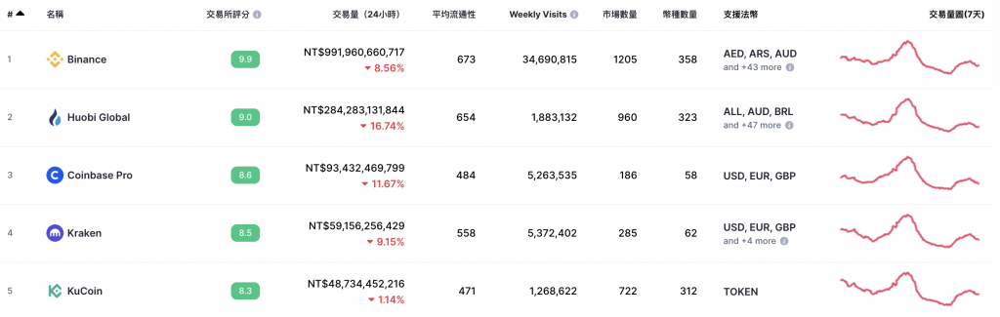 # 名稱 交易所評分 交易量（24小時） 平均流通性 Weekly Visits 市場數量 幣種數量 支援法幣 交易量圖(7天)
1 Binance 9.9 NT$991,960,660,717 673 34,690,815 1205 358 AED, ARS, AUD
8.56% and +43 more
2 Huobi Global 9.0 NT$284,283,131,844 654 1,883,132 960 323 ALL, AUD, BRL
16.74% and +47 more
3 Coinbase Pro 8.6 NT$93,432,469,799 484 5,263,535 186 58 USD, EUR, GBP
11.67%
4 Kraken 8.5 NT$59,156,256,429 558 5,372,402 285 62 USD, EUR, GBP
9.15% and +4 more
5 KuCoin 8.3 NT$48,734,452,216 471 1,268,622 722 312 TOKEN
1.14%